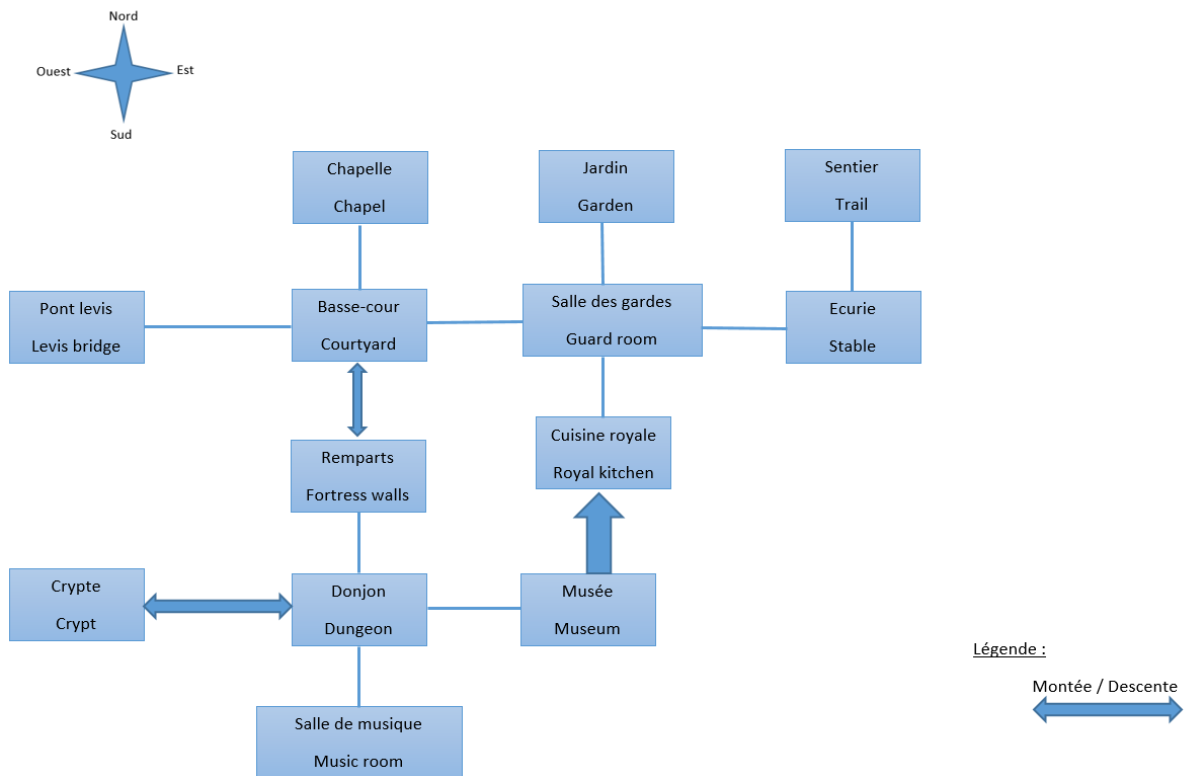 Nord
Ouest
Est
Sud
Chapelle
Chapel
Jardin
Garden
Sentier
Trail
Pont levis
Levis bridge
Basse-cour
Courtyard
Salle des gardes
Guard room
Ecurie
Stable
Cuisine royale
Royal kitchen
Remparts
Fortress walls
Crypte
Crypt
Donjon
Dungeon
Musée
Museum
Légende :
Montée / Descente
Salle de musique
Music room